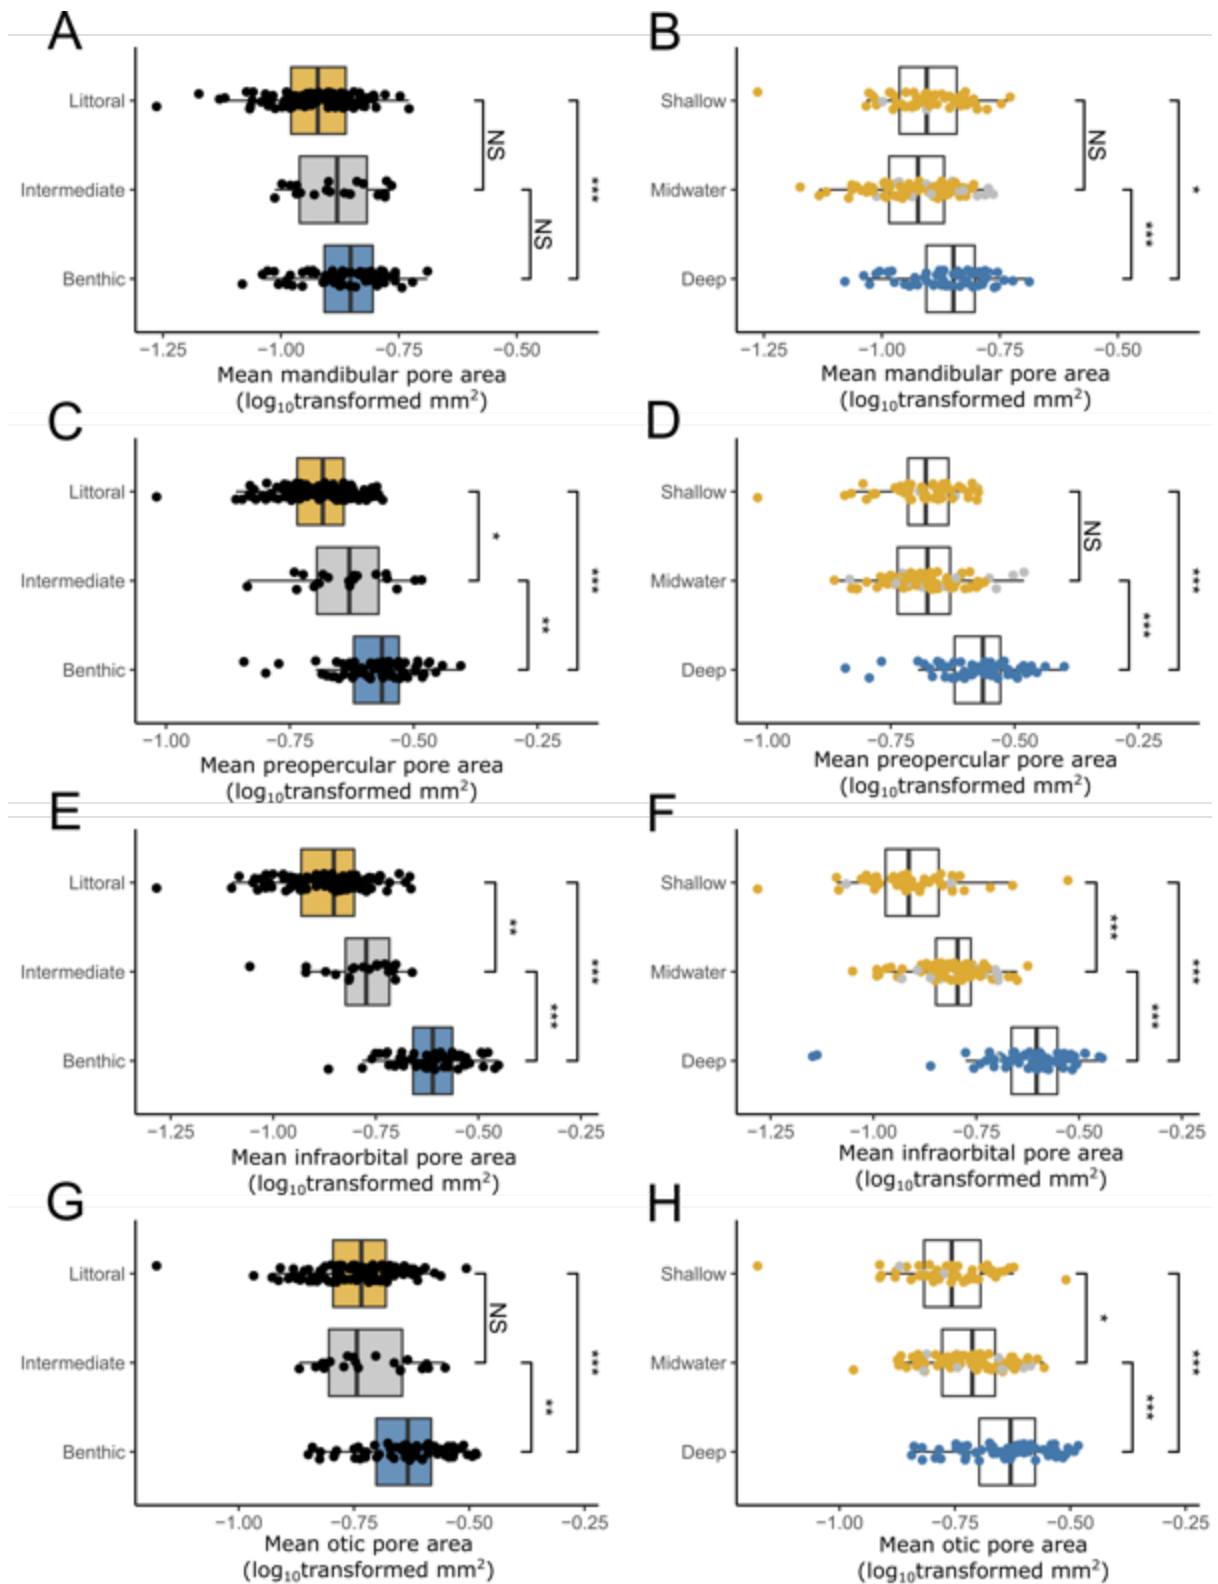 A
B
Littoral
NS
***
Intermediate
NS
Benthic
−1.25 −1.00 −0.75 −0.50
Mean mandibular pore area
(log₁₀transformed mm²)
Shallow
NS
*
Midwater
***
Deep
−1.25 −1.00 −0.75 −0.50
Mean mandibular pore area
(log₁₀transformed mm²)
C
D
Littoral
*
***
Intermediate
**
Benthic
−1.00 −0.75 −0.50 −0.25
Mean preopercular pore area
(log₁₀transformed mm²)
Shallow
NS
***
Midwater
***
Deep
−1.00 −0.75 −0.50 −0.25
Mean preopercular pore area
(log₁₀transformed mm²)
E
F
Littoral
**
***
Intermediate
***
Benthic
−1.25 −1.00 −0.75 −0.50 −0.25
Mean infraorbital pore area
(log₁₀transformed mm²)
Shallow
***
***
Midwater
***
Deep
−1.25 −1.00 −0.75 −0.50 −0.25
Mean infraorbital pore area
(log₁₀transformed mm²)
G
H
Littoral
NS
***
Intermediate
**
Benthic
−1.00 −0.75 −0.50 −0.25
Mean otic pore area
(log₁₀transformed mm²)
Shallow
*
***
Midwater
***
Deep
−1.00 −0.75 −0.50 −0.25
Mean otic pore area
(log₁₀transformed mm²)